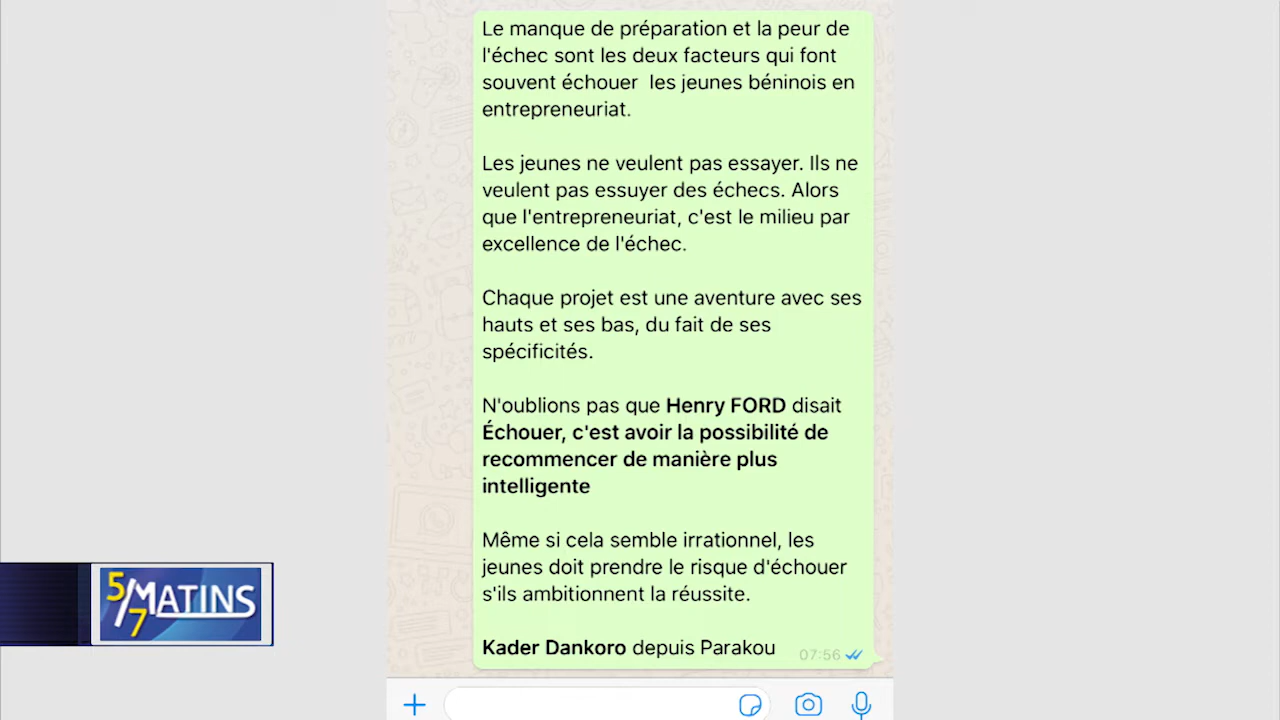 Le manque de préparation et la peur de
l'échec sont les deux facteurs qui font
souvent échouer  les jeunes béninois en
entrepreneuriat.
Les jeunes ne veulent pas essayer. Ils ne
veulent pas essuyer des échecs. Alors
que l'entrepreneuriat, c'est le milieu par
excellence de l'échec.
Chaque projet est une aventure avec ses
hauts et ses bas, du fait de ses
spécificités.
N'oublions pas que Henry FORD disait
Échouer, c'est avoir la possibilité de
recommencer de manière plus
intelligente
Même si cela semble irrationnel, les
jeunes doit prendre le risque d'échouer
s'ils ambitionnent la réussite.
Kader Dankoro depuis Parakou
07:56
5/7 MATINS